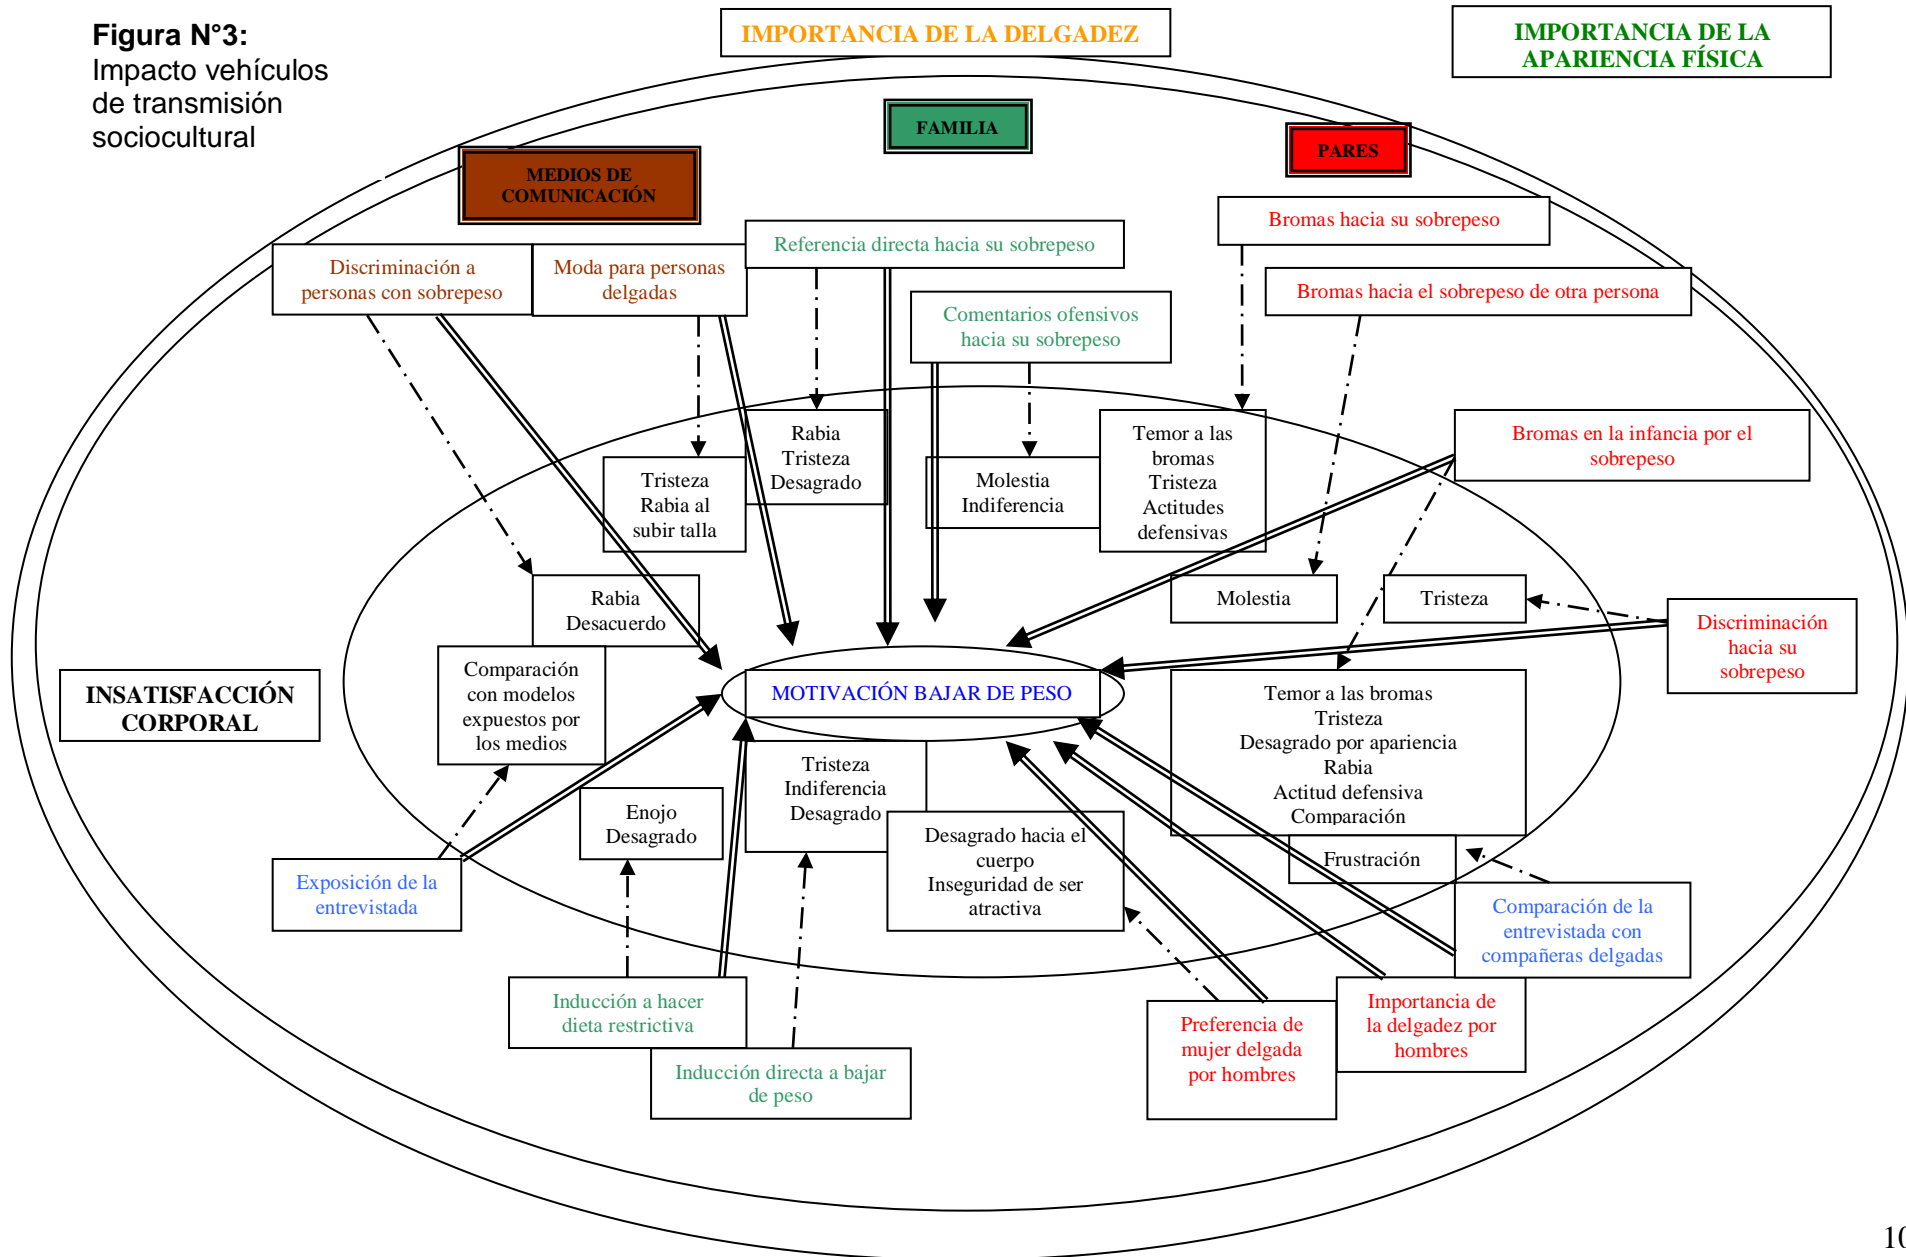 Figura N°3:
Impacto vehículos
de transmisión
sociocultural
IMPORTANCIA DE LA DELGADEZ
IMPORTANCIA DE LA
APARIENCIA FÍSICA
FAMILIA
PARES
MEDIOS DE
COMUNICACIÓN
Bromas hacia su sobrepeso
Referencia directa hacia su sobrepeso
Discriminación a
personas con sobrepeso
Moda para personas
delgadas
Bromas hacia el sobrepeso de otra persona
Comentarios ofensivos
hacia su sobrepeso
Rabia
Tristeza
Desagrado
Temor a las
bromas
Tristeza
Actitudes
defensivas
Bromas en la infancia por el
sobrepeso
Tristeza
Rabia al
subir talla
Molestia
Indiferencia
Rabia
Desacuerdo
Molestia
Tristeza
Discriminación
hacia su
sobrepeso
INSATISFACCIÓN
CORPORAL
Comparación
con modelos
expuestos por
los medios
MOTIVACIÓN BAJAR DE PESO
Temor a las bromas
Tristeza
Desagrado por apariencia
Rabia
Actitud defensiva
Comparación
Tristeza
Indiferencia
Desagrado
Enojo
Desagrado
Desagrado hacia el
cuerpo
Inseguridad de ser
atractiva
Frustración
Exposición de la
entrevistada
Comparación de la
entrevistada con
compañeras delgadas
Inducción a hacer
dieta restrictiva
Importancia de
la delgadez por
hombres
Preferencia de
mujer delgada
por hombres
Inducción directa a bajar
de peso
10